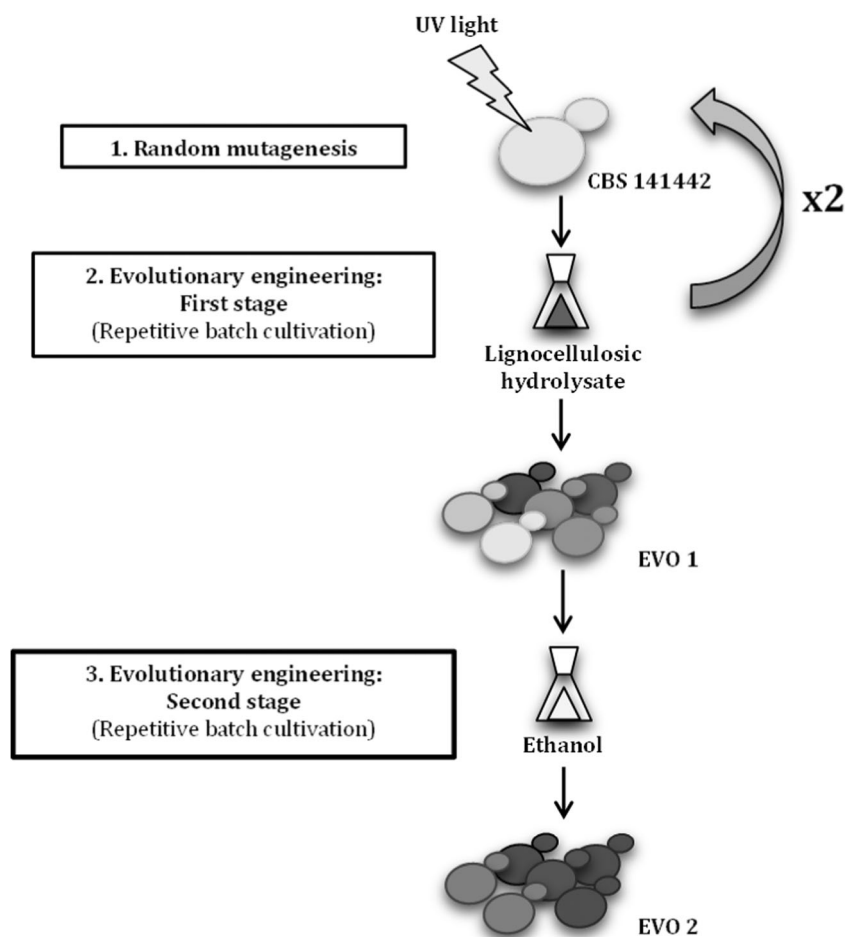 UV light
1. Random mutagenesis
CBS 141442
x2
2. Evolutionary engineering:
First stage
(Repetitive batch cultivation)
Lignocellulosic
hydrolysate
EVO 1
3. Evolutionary engineering:
Second stage
(Repetitive batch cultivation)
Ethanol
EVO 2